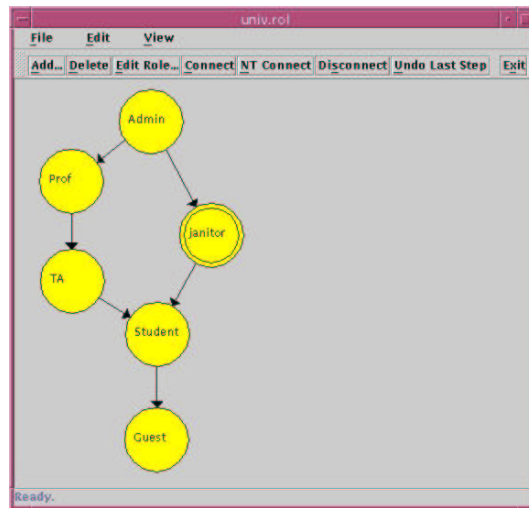 univ.rol
File Edit View
Add... Delete Edit Role... Connect NT Connect Disconnect Undo Last Step Exit
Admin
Prof
janitor
TA
Student
Guest
Ready.